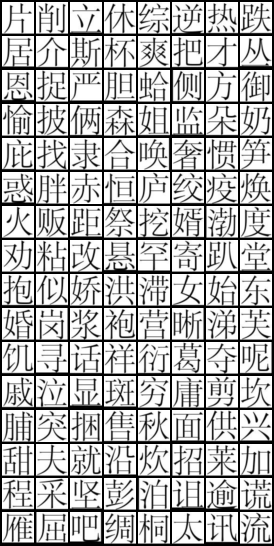 片削立休综逆热跌
居介斯杯爽把才丛
恩捉严胆蛤侧方御
愉披俩森姐监朵奶
庇找隶合唤奢惯笋
惑胖赤恒庐绞疫焕
火贩距祭挖婿渤度
劝粘改悬罕寄趴堂
抱似娇洪滞女始东
婚岗浆袍营晰涕芙
饥寻话祥衍葛夺呢
戚泣显斑穷庸剪坎
脯突捆售秋面供兴
甜夫就沿炊招莱加
程采坚彭泊诅逾谎
雁屈吧绸桐太讯流